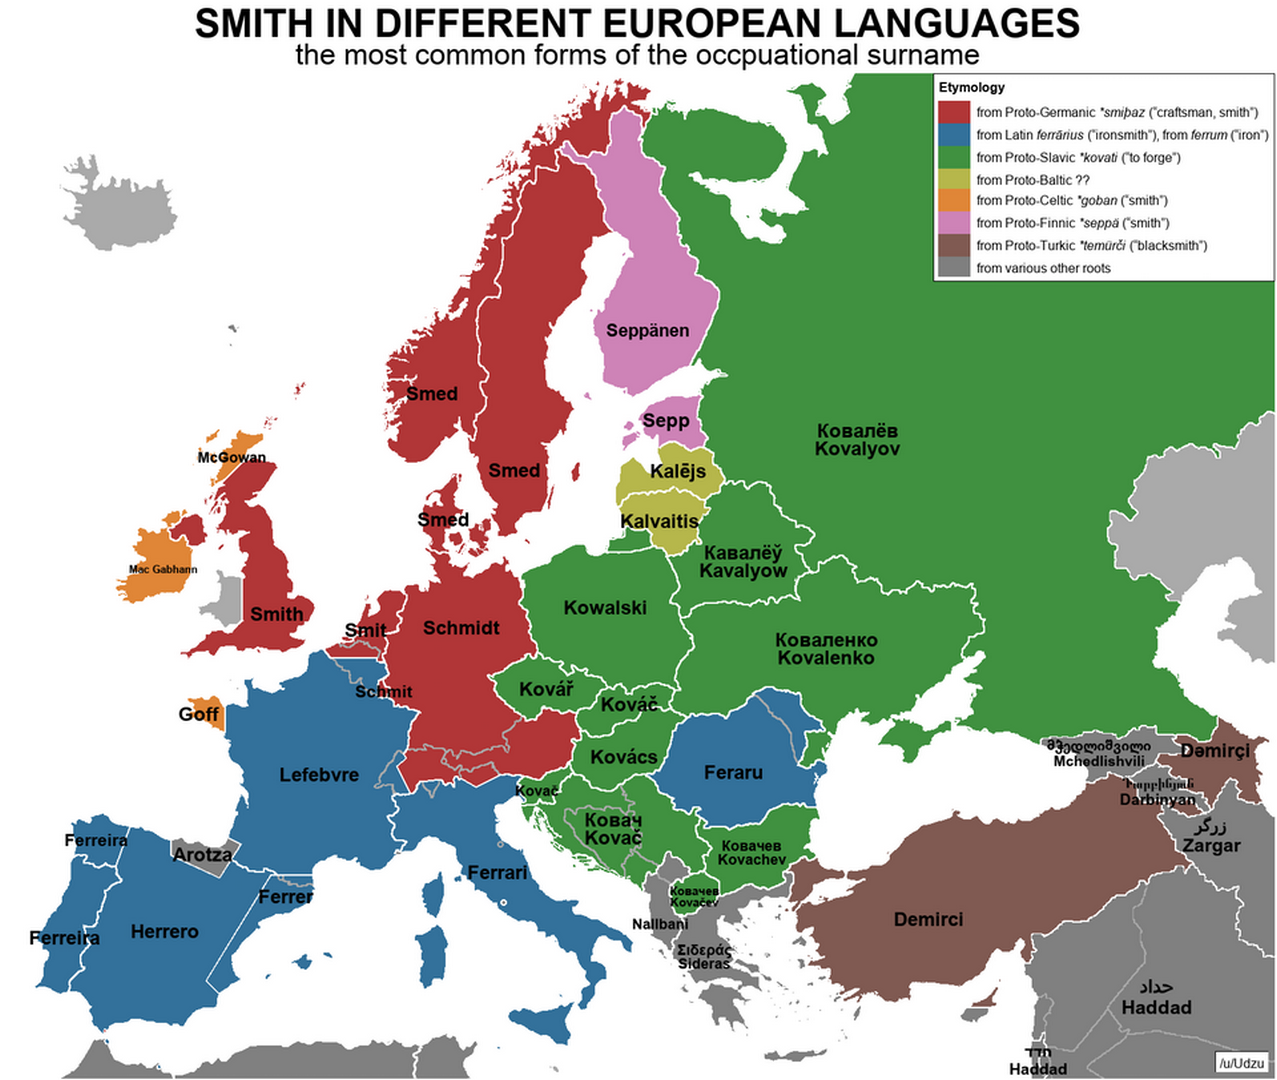 SMITH IN DIFFERENT EUROPEAN LANGUAGES
the most common forms of the occpuational surname
Etymology
from Proto-Germanic *smiþaz ("craftsman, smith")
from Latin ferrārius ("ironsmith"), from ferrum ("iron")
from Proto-Slavic *kovati ("to forge")
from Proto-Baltic ??
from Proto-Celtic *goban ("smith")
from Proto-Finnic *seppä ("smith")
from Proto-Turkic *temürči ("blacksmith")
from various other roots
Seppänen
Smed
Sepp
Ковалёв
Kovalyov
McGowan
Smed
Kalējs
Smed
Kalvaitis
Mac Gabhann
Кавалёў
Kavalyow
Smith
Smit
Schmidt
Kowalski
Коваленко
Kovalenko
Schmit
Kovář
Kováč
Goff
Lefebvre
Kovács
Feraru
მჭედლიშვილი
Mchedlishvili
Dəmirçi
Kovač
Դարբինյան
Darbinyan
Ковач
Kovač
Ferreira
Arotza
Ковачев
Kovachev
زرگر
Zargar
Ferrari
Ferrer
Ковачев
Kovačev
Ferreira
Herrero
Nallbani
Demirci
Σιδεράς
Sideras
حداد
Haddad
חדד
Haddad
/u/Udzu